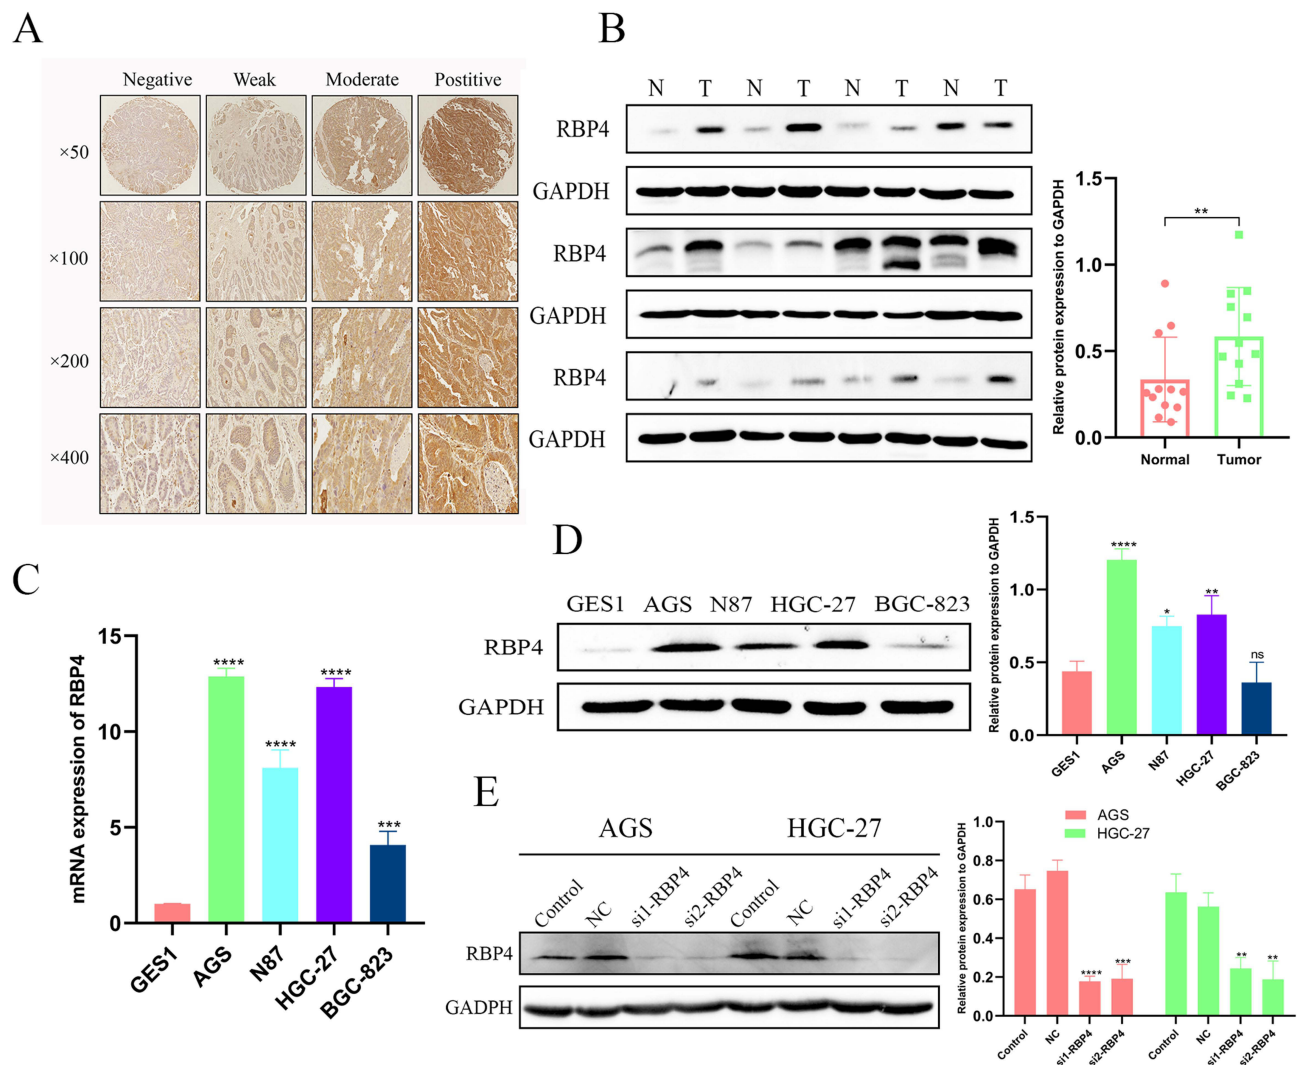 A
Negative Weak Moderate Postitive
×50
×100
×200
×400
B
N T N T N T N T
RBP4
GAPDH
RBP4
GAPDH
RBP4
GAPDH
Relative protein expression to GAPDH
1.5
1.0
0.5
0.0
**
Normal Tumor
C
mRNA expression of RBP4
15
10
5
0
**** **** **** ***
GES1 AGS N87 HGC-27 BGC-823
D
GES1 AGS N87 HGC-27 BGC-823
RBP4
GAPDH
Relative protein expression to GAPDH
1.5
1.0
0.5
0.0
**** * ** ns
GES1 AGS N87 HGC-27 BGC-823
E
AGS HGC-27
Control NC si1-RBP4 si2-RBP4 Control NC si1-RBP4 si2-RBP4
RBP4
GADPH
Relative protein expression to GAPDH
1.0
0.8
0.6
0.4
0.2
0.0
AGS
HGC-27
**** *** ** **
Control NC si1-RBP4 si2-RBP4 Control NC si1-RBP4 si2-RBP4